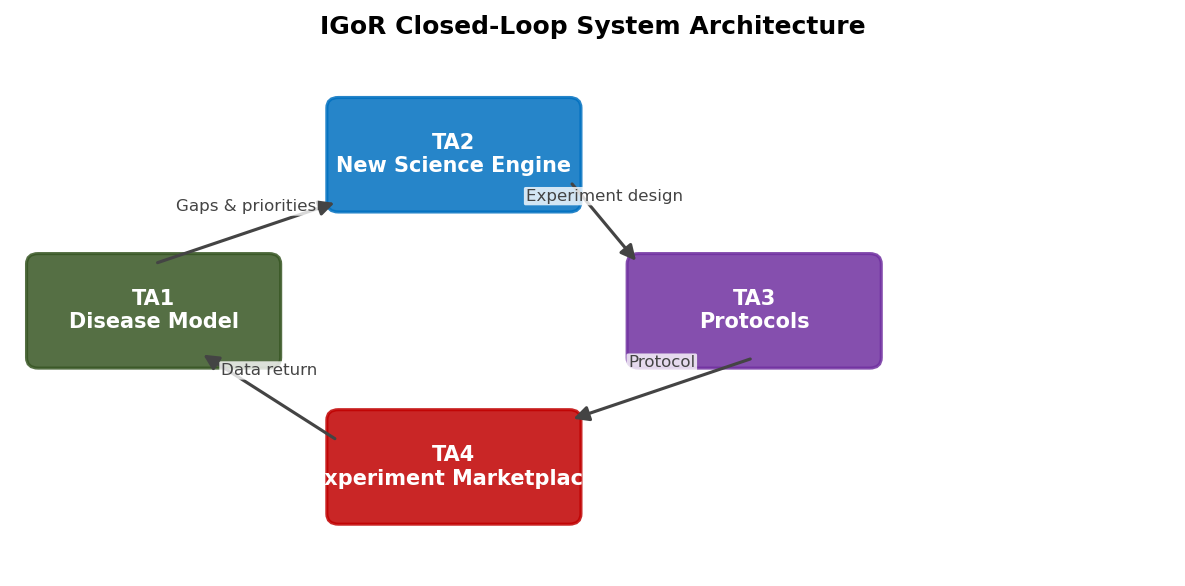 IGoR Closed-Loop System Architecture
TA2
New Science Engine
Gaps & priorities
Experiment design
TA1
Disease Model
TA3
Protocols
Data return
Protocol
TA4
xperiment Marketplac